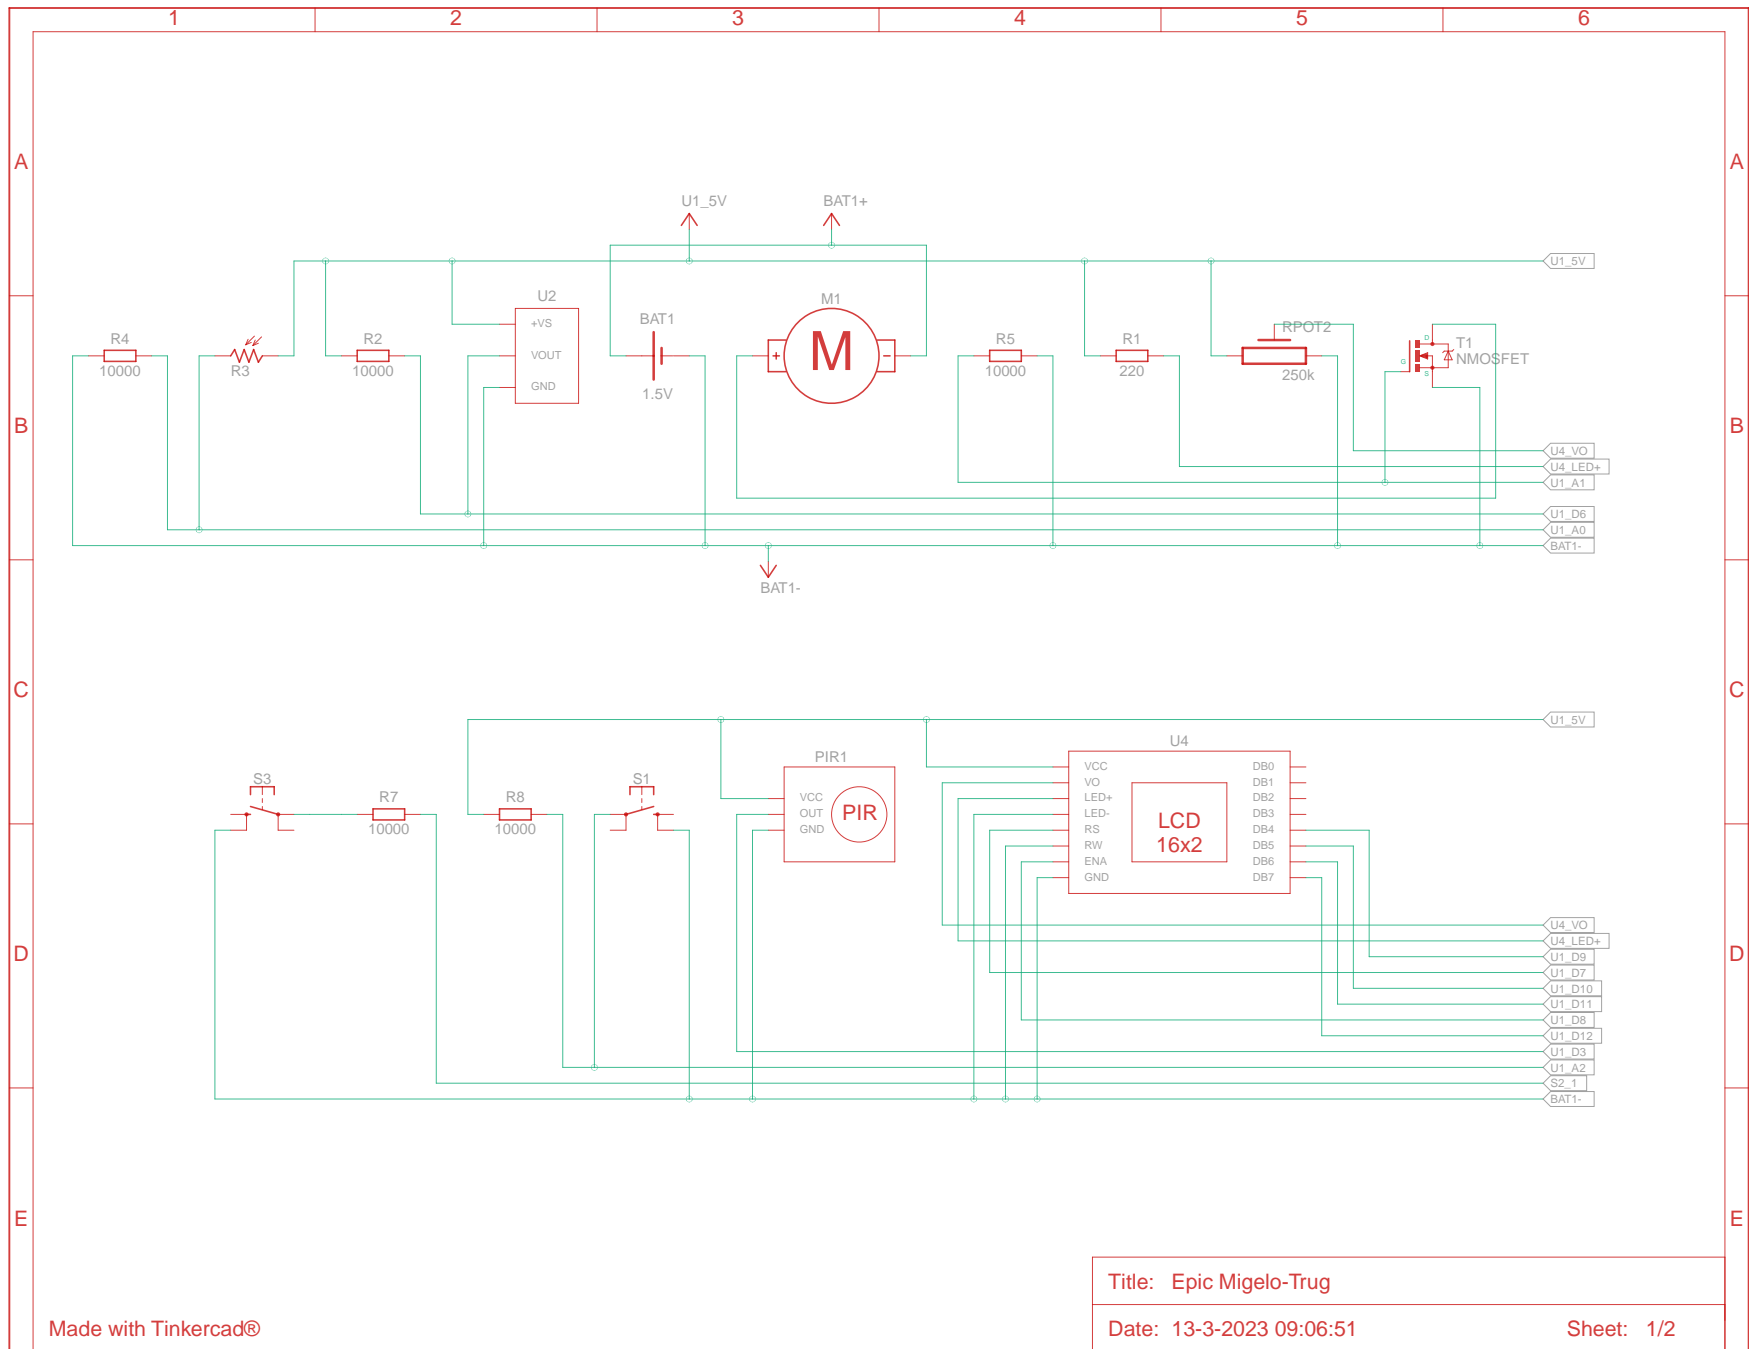 1 2 3 4 5 6
A A
U1_5V BAT1+
U1_5V
U2 M1
+VS BAT1 RPOT2
R4 R2 M R5 R1 D T1
VOUT + - G NMOSFET
R3
10000 10000 10000 220 250k S
GND
1.5V
B B
U4_VO
U4_LED+
U1_A1
U1_D6
U1_A0
BAT1-
BAT1-
C C
U1_5V
U4
PIR1
VCC DB0
S3 S1 VO DB1
R7 R8 VCC LED+ DB2
OUT PIR LED- LCD DB3
10000 10000 GND RS DB4
RW 16x2 DB5
ENA DB6
GND DB7
U4_VO
U4_LED+
D D
U1_D9
U1_D7
U1_D10
U1_D11
U1_D8
U1_D12
U1_D3
U1_A2
S2_1
BAT1-
E E
Title: Epic Migelo-Trug
Made with Tinkercad® Date: 13-3-2023 09:06:51 Sheet: 1/2